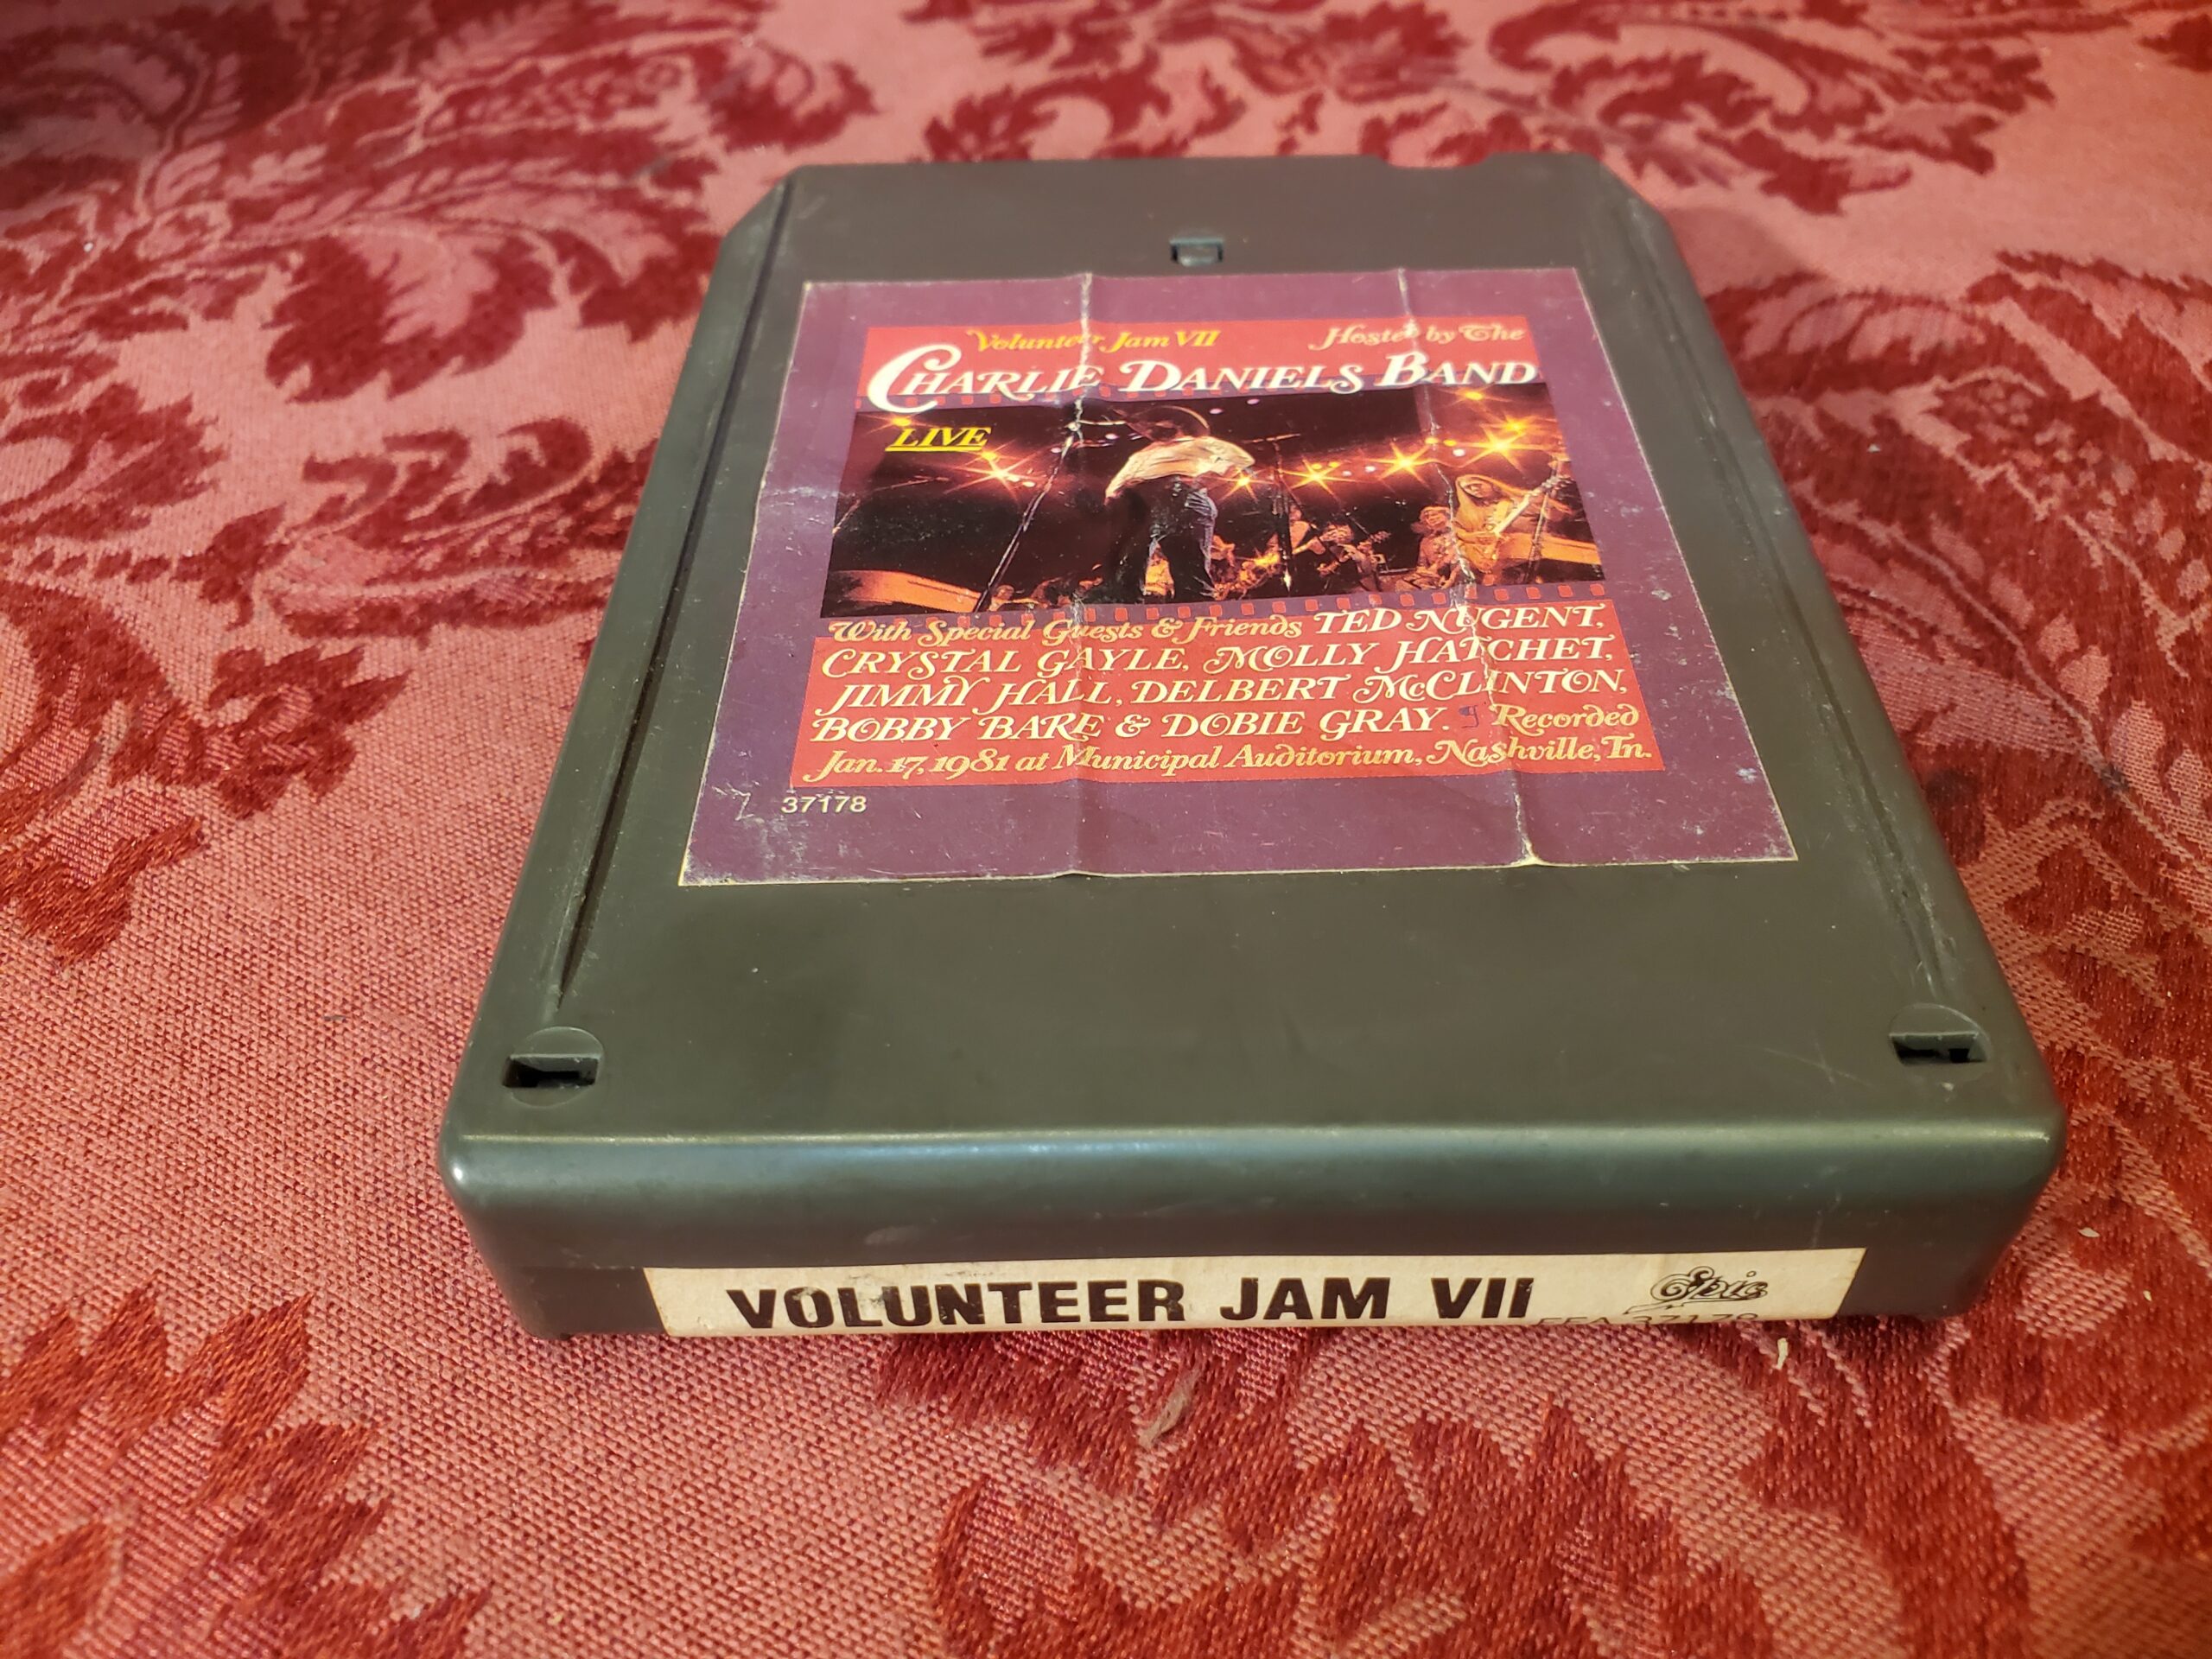 Volunteer Jam VII Hosted by The
CHARLIE DANIELS BAND
LIVE
With Special Guests & Friends TED NUGENT,
CRYSTAL GAYLE, MOLLY HATCHET,
JIMMY HALL, DELBERT McCLINTON,
BOBBY BARE & DOBIE GRAY. Recorded
Jan. 17, 1981 at Municipal Auditorium, Nashville, Tn.
37178
VOLUNTEER JAM VII Epic